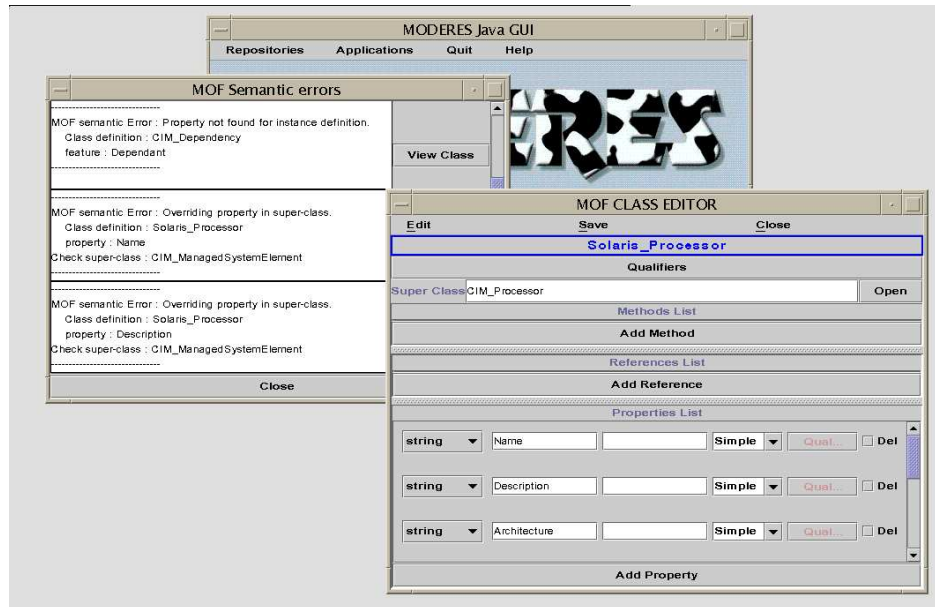 MODERES Java GUI
Repositories Applications Quit Help
ERES
MOF Semantic errors
-------------------------------
MOF semantic Error : Property not found for instance definition.
Class definition : CIM_Dependency
feature : Dependant
-------------------------------
View Class
-------------------------------
MOF semantic Error : Overriding property in super-class.
Class definition : Solaris_Processor
property : Name
Check super-class : CIM_ManagedSystemElement
-------------------------------
-------------------------------
MOF semantic Error : Overriding property in super-class.
Class definition : Solaris_Processor
property : Description
Check super-class : CIM_ManagedSystemElement
-------------------------------
Close
MOF CLASS EDITOR
Edit Save Close
Solaris_Processor
Qualifiers
Super Class CIM_Processor Open
Methods List
Add Method
References List
Add Reference
Properties List
string Name Simple Qual... Del
string Description Simple Qual... Del
string Architecture Simple Qual... Del
Add Property